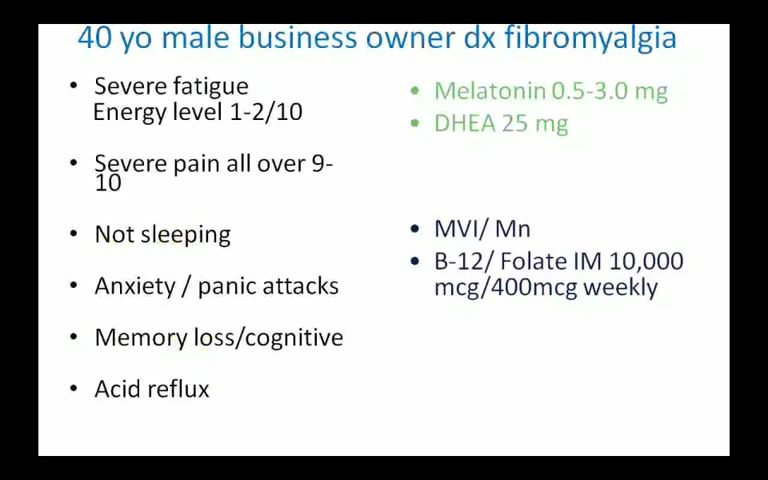 40 yo male business owner dx fibromyalgia
• Severe fatigue
Energy level 1-2/10
• Severe pain all over 9-
10
• Not sleeping
• Anxiety / panic attacks
• Memory loss/cognitive
• Acid reflux
• Melatonin 0.5-3.0 mg
• DHEA 25 mg
• MVI/ Mn
• B-12/ Folate IM 10,000
mcg/400mcg weekly